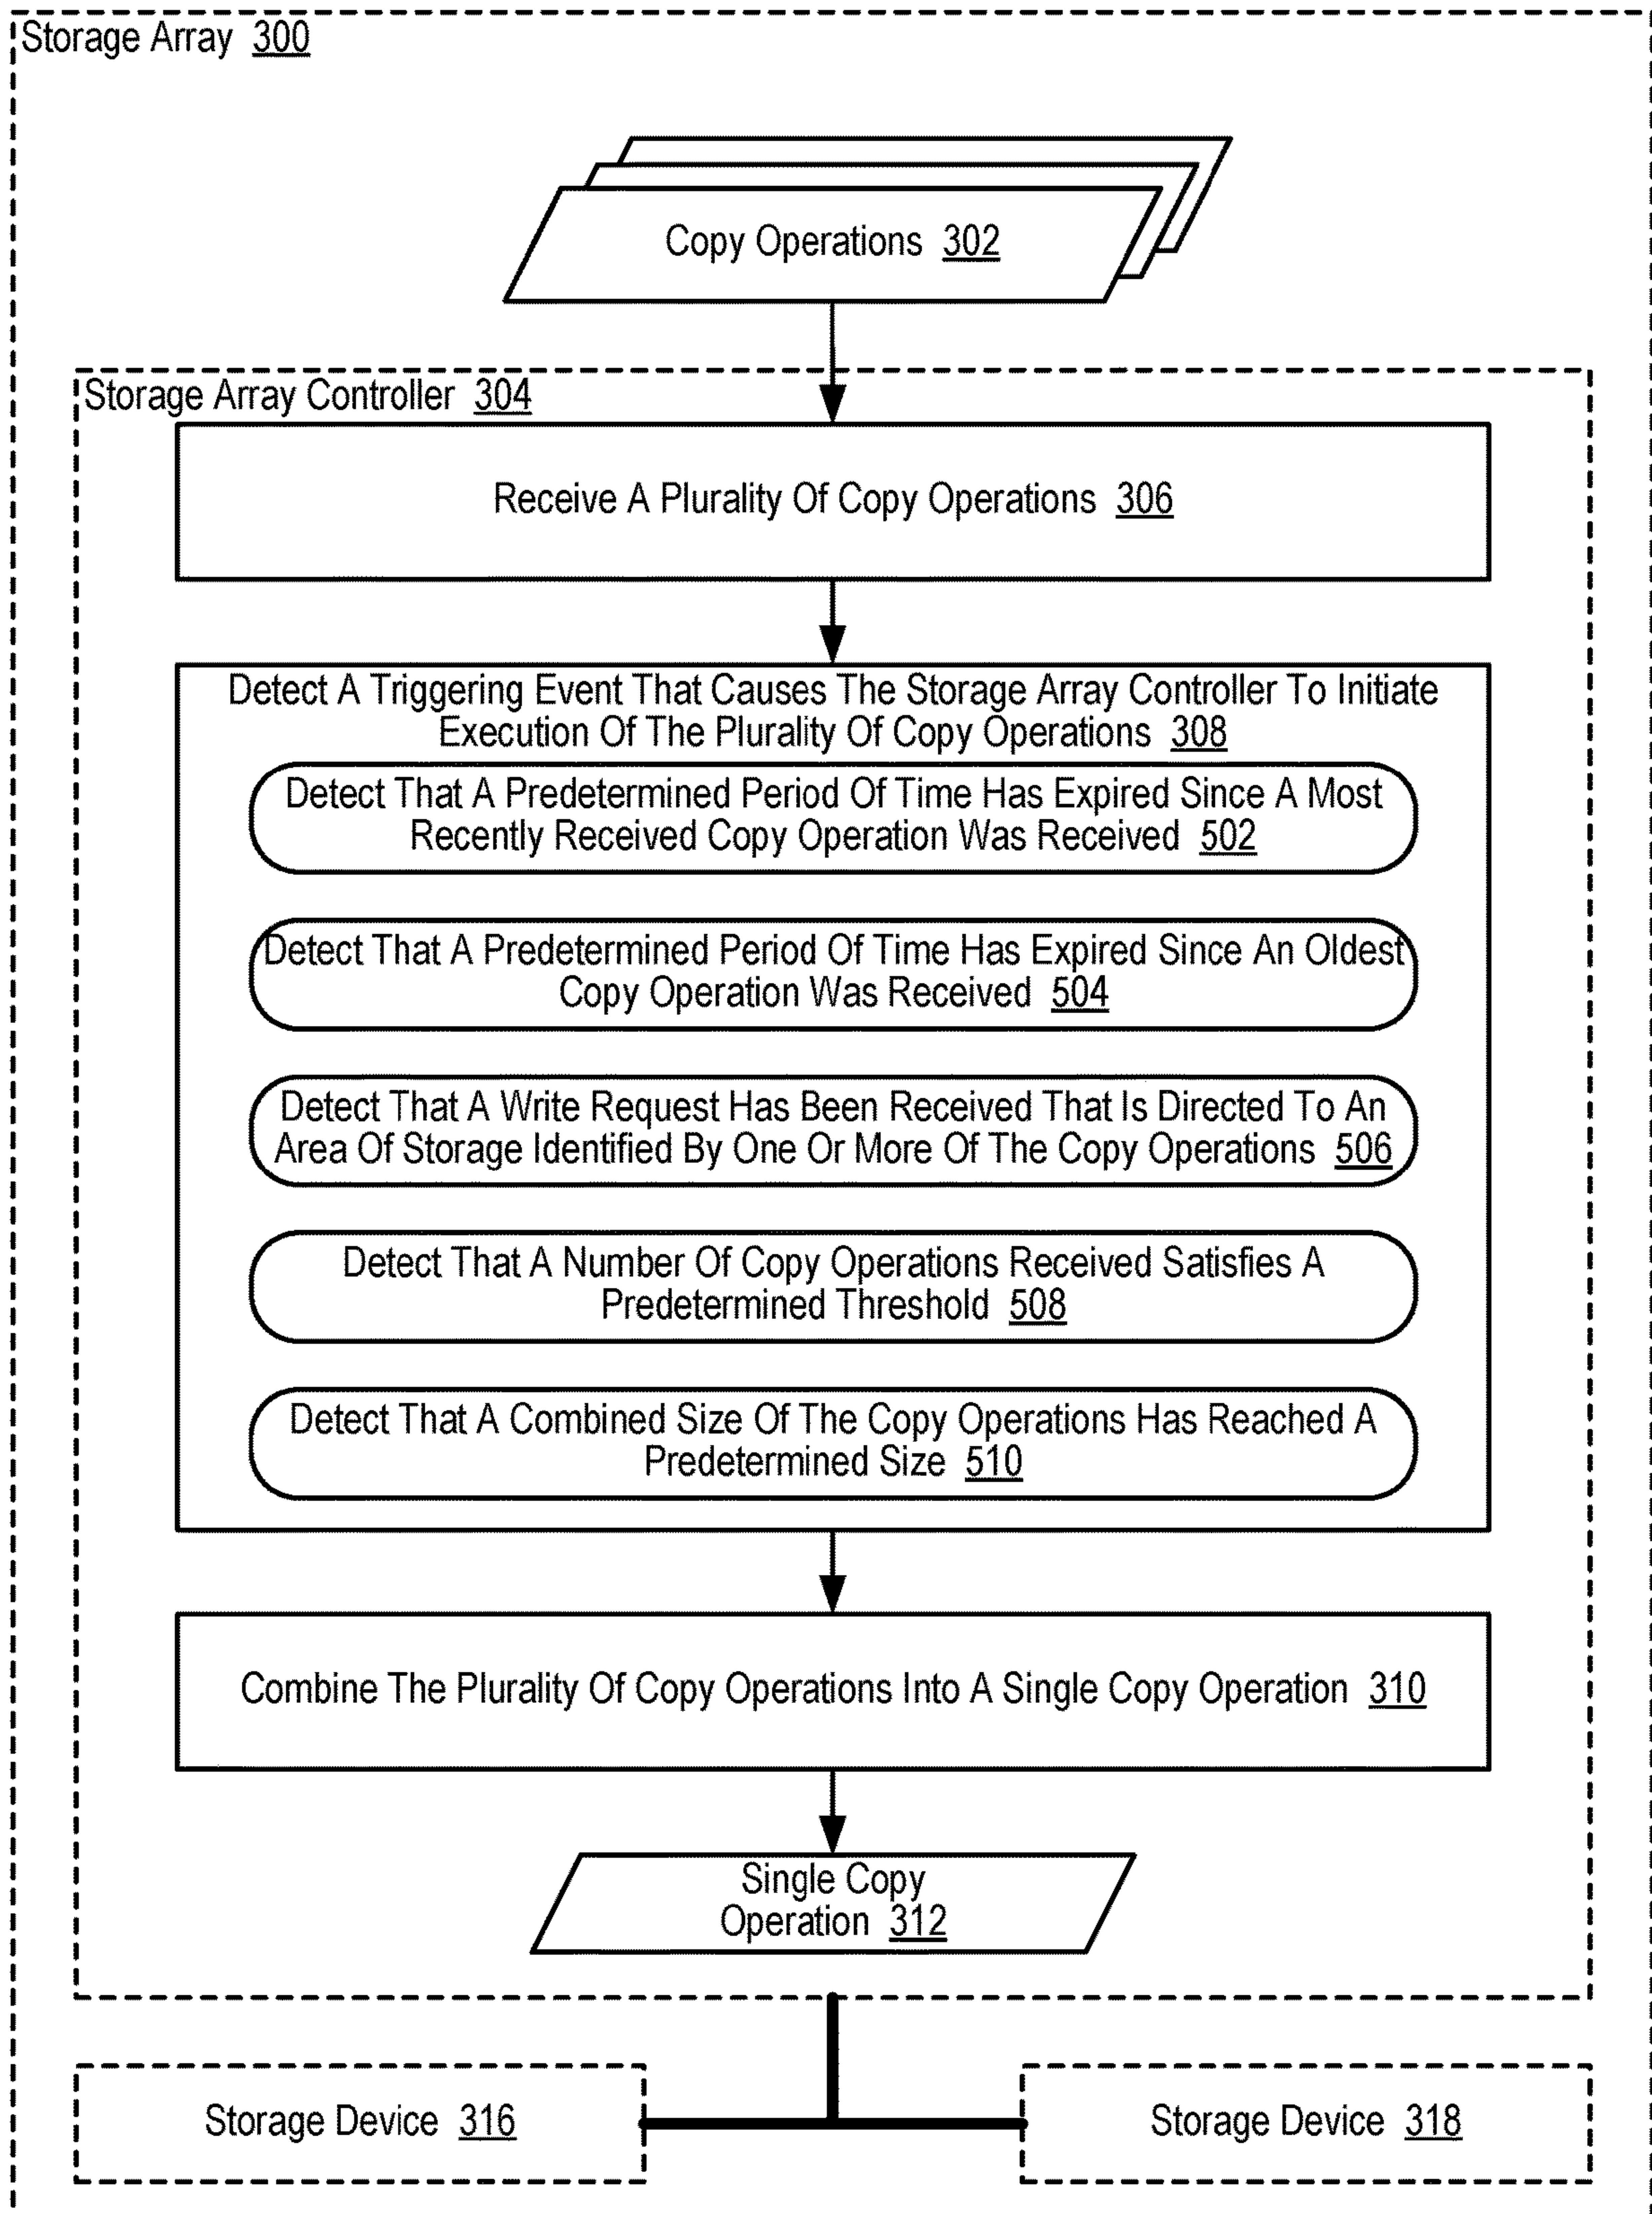 Storage Array 300
Copy Operations 302
Storage Array Controller 304
Receive A Plurality Of Copy Operations 306
Detect A Triggering Event That Causes The Storage Array Controller To Initiate
Execution Of The Plurality Of Copy Operations 308
Detect That A Predetermined Period Of Time Has Expired Since A Most
Recently Received Copy Operation Was Received 502
Detect That A Predetermined Period Of Time Has Expired Since An Oldest
Copy Operation Was Received 504
Detect That A Write Request Has Been Received That Is Directed To An
Area Of Storage Identified By One Or More Of The Copy Operations 506
Detect That A Number Of Copy Operations Received Satisfies A
Predetermined Threshold 508
Detect That A Combined Size Of The Copy Operations Has Reached A
Predetermined Size 510
Combine The Plurality Of Copy Operations Into A Single Copy Operation 310
Single Copy
Operation 312
Storage Device 316
Storage Device 318